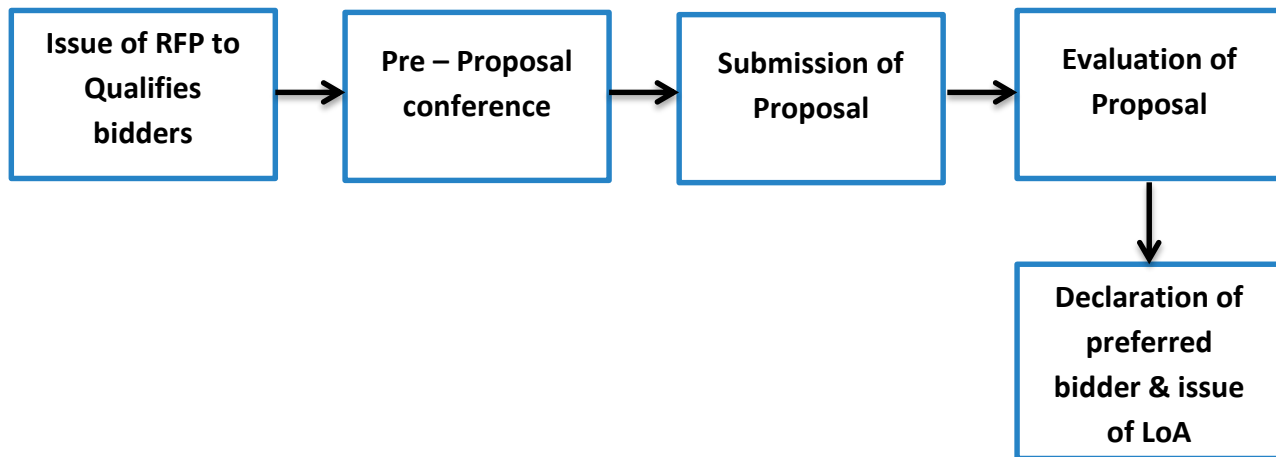 Issue of RFP to
Qualifies
bidders
Pre – Proposal
conference
Submission of
Proposal
Evaluation of
Proposal
Declaration of
preferred
bidder & issue
of LoA